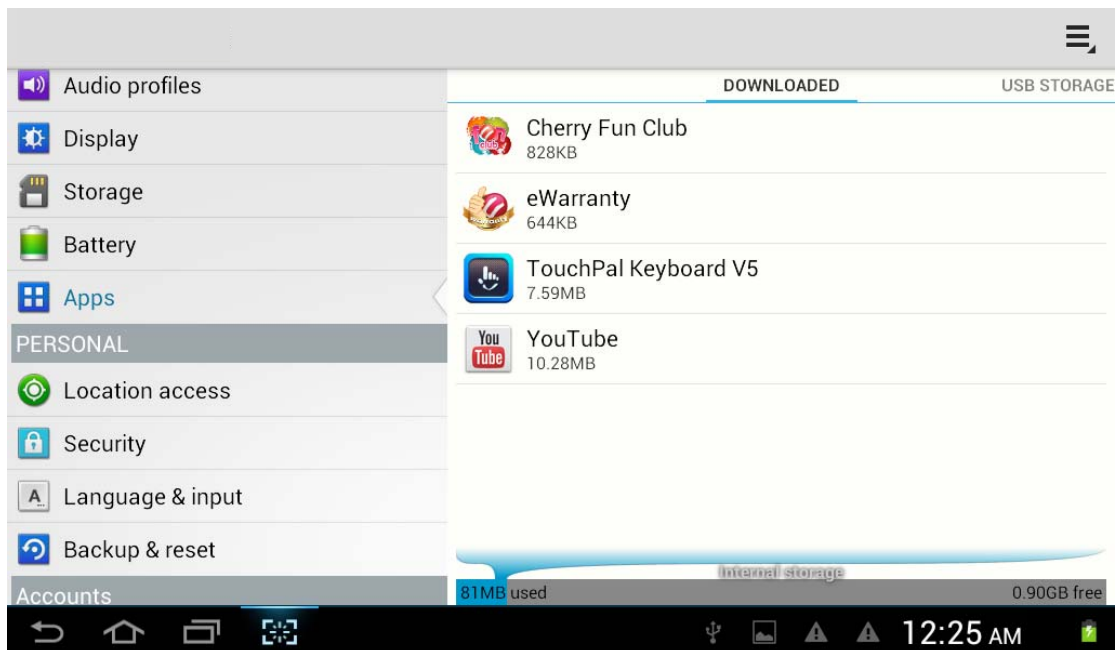 Audio profiles
Display
Storage
Battery
Apps
PERSONAL
Location access
Security
Language & input
Backup & reset
Accounts
DOWNLOADED
USB STORAGE
Cherry Fun Club
828KB
eWarranty
644KB
TouchPal Keyboard V5
7.59MB
You
Tube
YouTube
10.28MB
Internal storage
81MB used
0.90GB free
12:25 AM